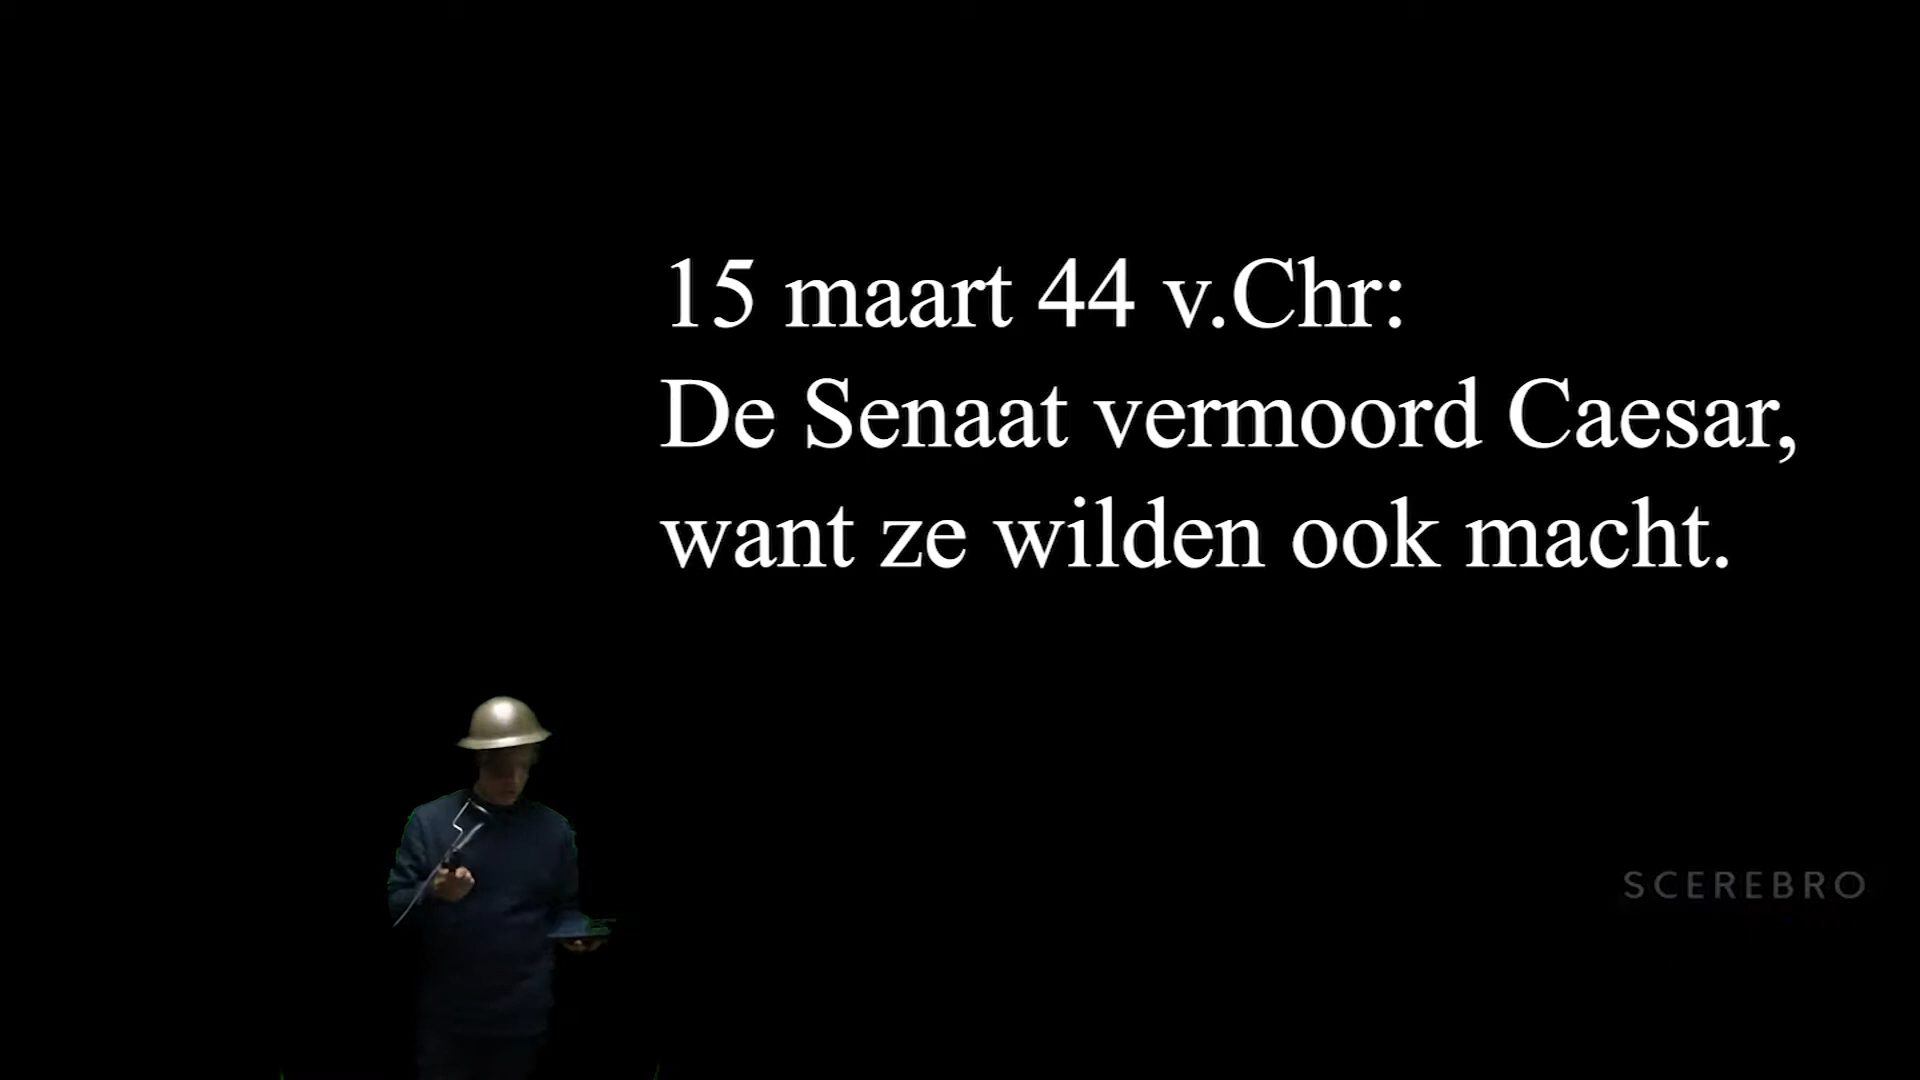 15 maart 44 v.Chr:
De Senaat vermoord Caesar,
want ze wilden ook macht.
SCEREBRO